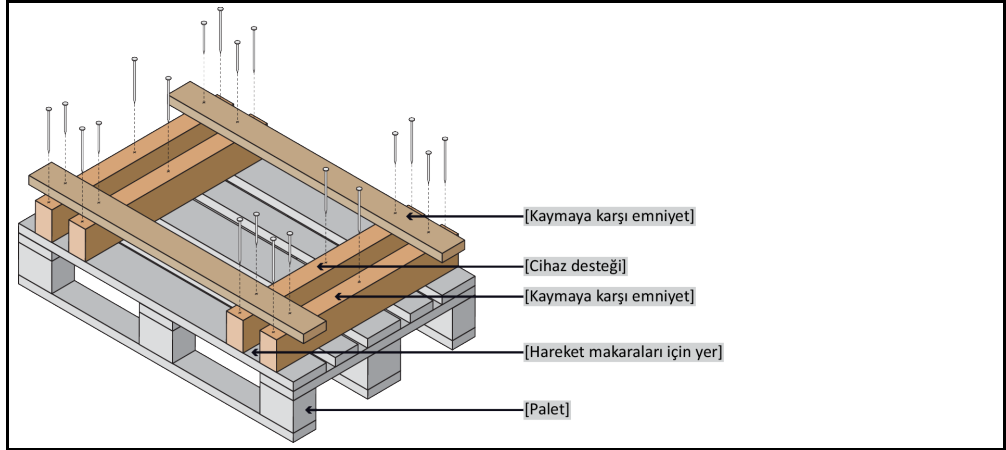 [Kaymaya karşı emniyet]
[Cihaz desteği]
[Kaymaya karşı emniyet]
[Hareket makaraları için yer]
[Palet]